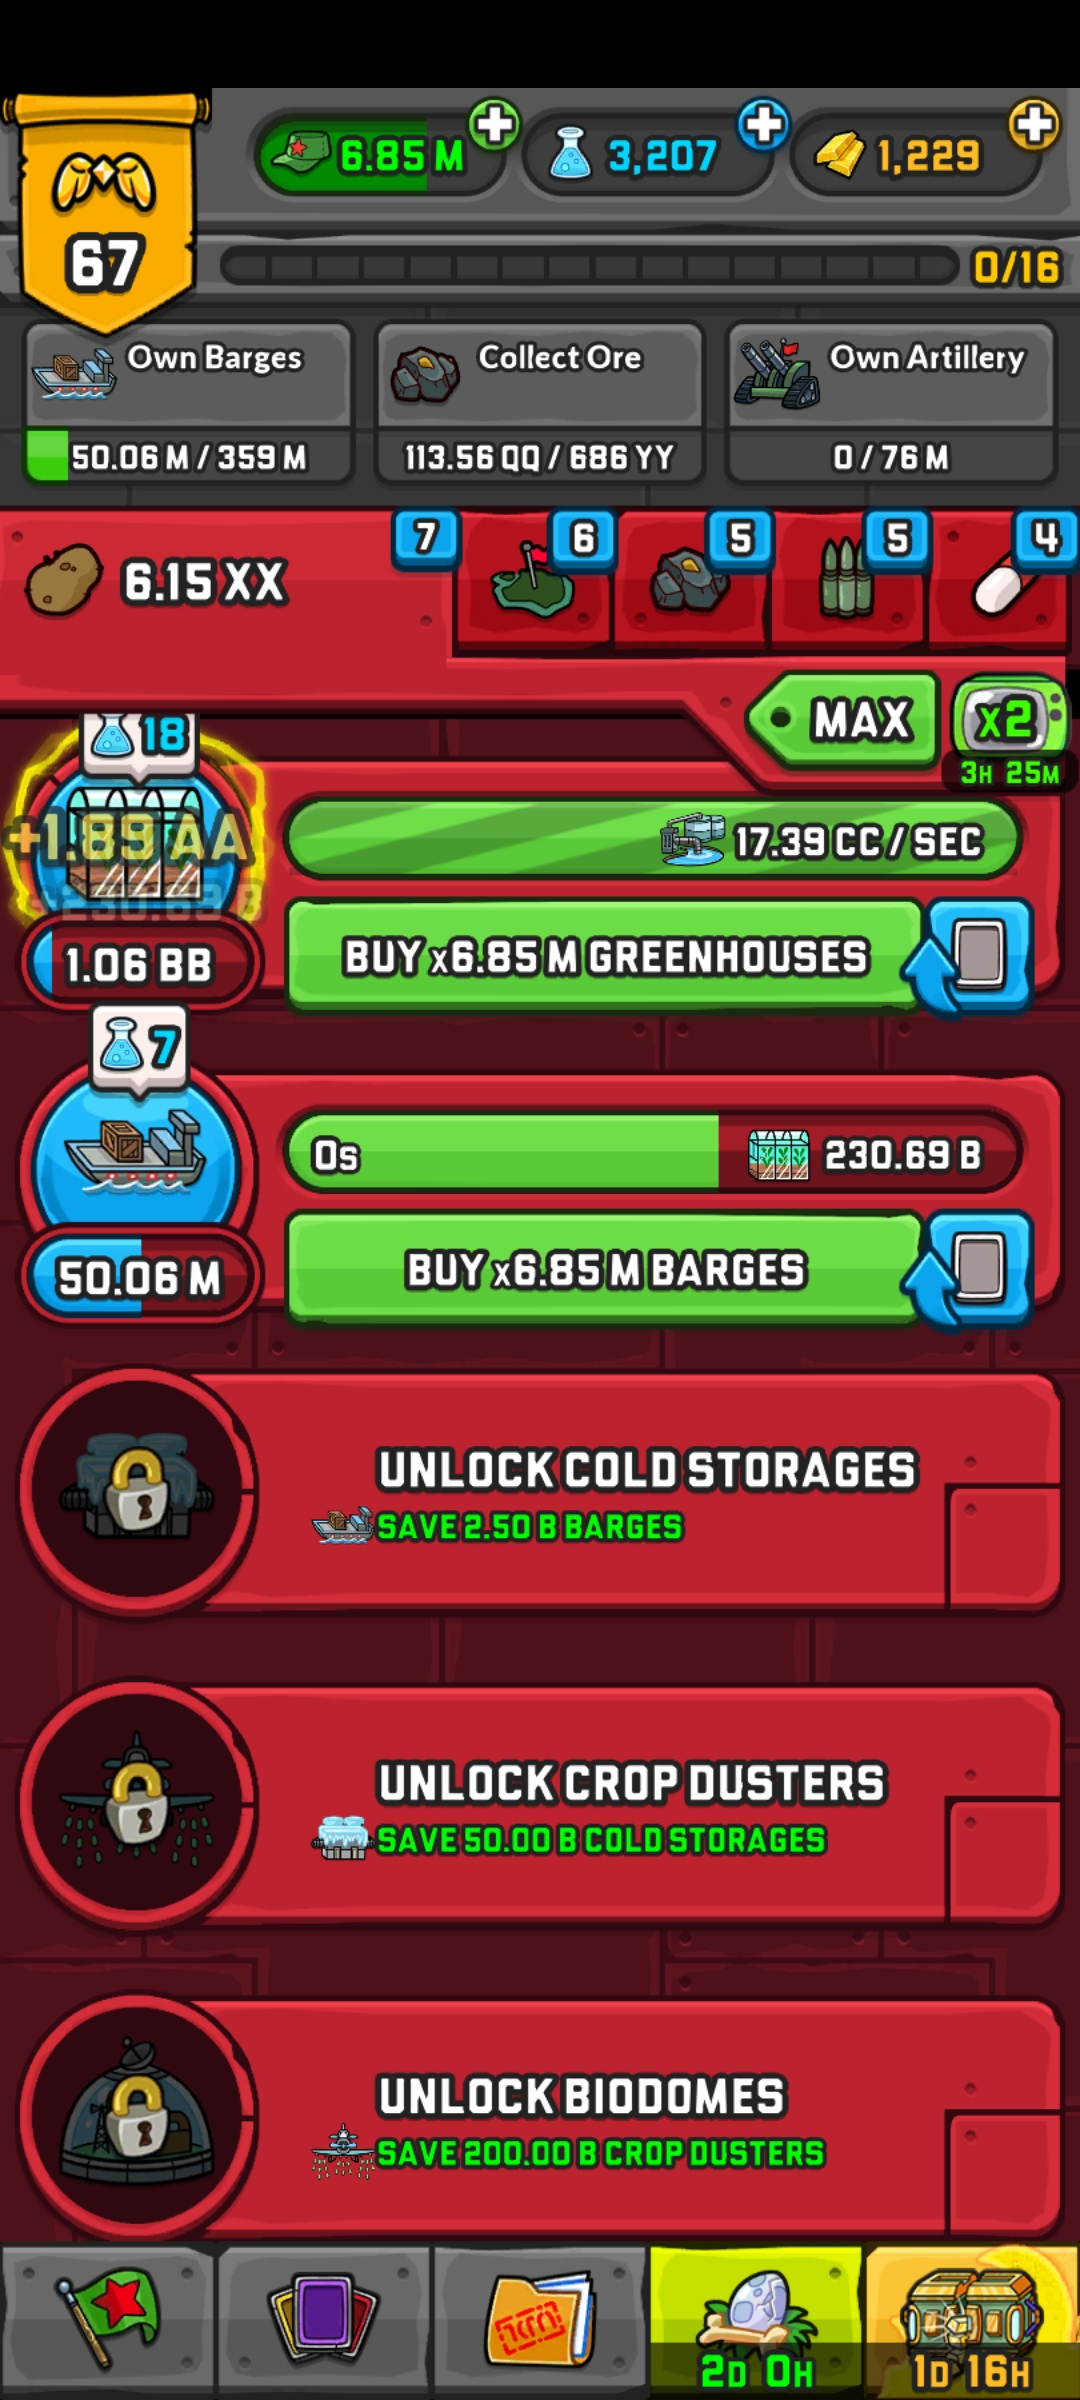 6.85 M
3,207
1,229
67
0/16
Own Barges
50.06 M / 359 M
Collect Ore
113.56 QQ / 686 YY
Own Artillery
0 / 76 M
6.15 XX
7
6
5
5
4
MAX
x2
3H 25M
18
+1.89 AA
+230.69 B
17.39 CC / SEC
1.06 BB
BUY x6.85 M GREENHOUSES
7
0s
230.69 B
50.06 M
BUY x6.85 M BARGES
UNLOCK COLD STORAGES
SAVE 2.50 B BARGES
UNLOCK CROP DUSTERS
SAVE 50.00 B COLD STORAGES
UNLOCK BIODOMES
SAVE 200.00 B CROP DUSTERS
2D 0H
1D 16H